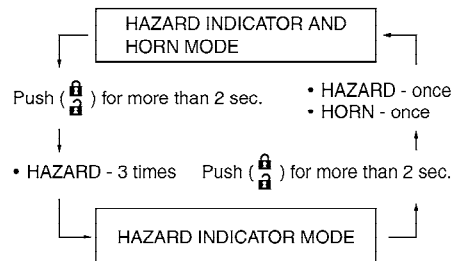 HAZARD INDICATOR AND
HORN MODE
Push ( ) for more than 2 sec.
• HAZARD - once
• HORN - once
• HAZARD - 3 times
Push ( ) for more than 2 sec.
HAZARD INDICATOR MODE